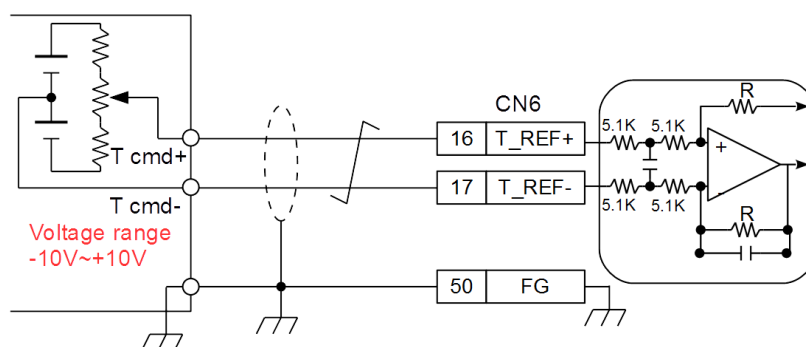 CN6
R
T cmd+
16
T_REF+
5.1K
5.1K
+
T cmd-
17
T_REF-
-
5.1K
5.1K
R
Voltage range
-10V~+10V
50
FG